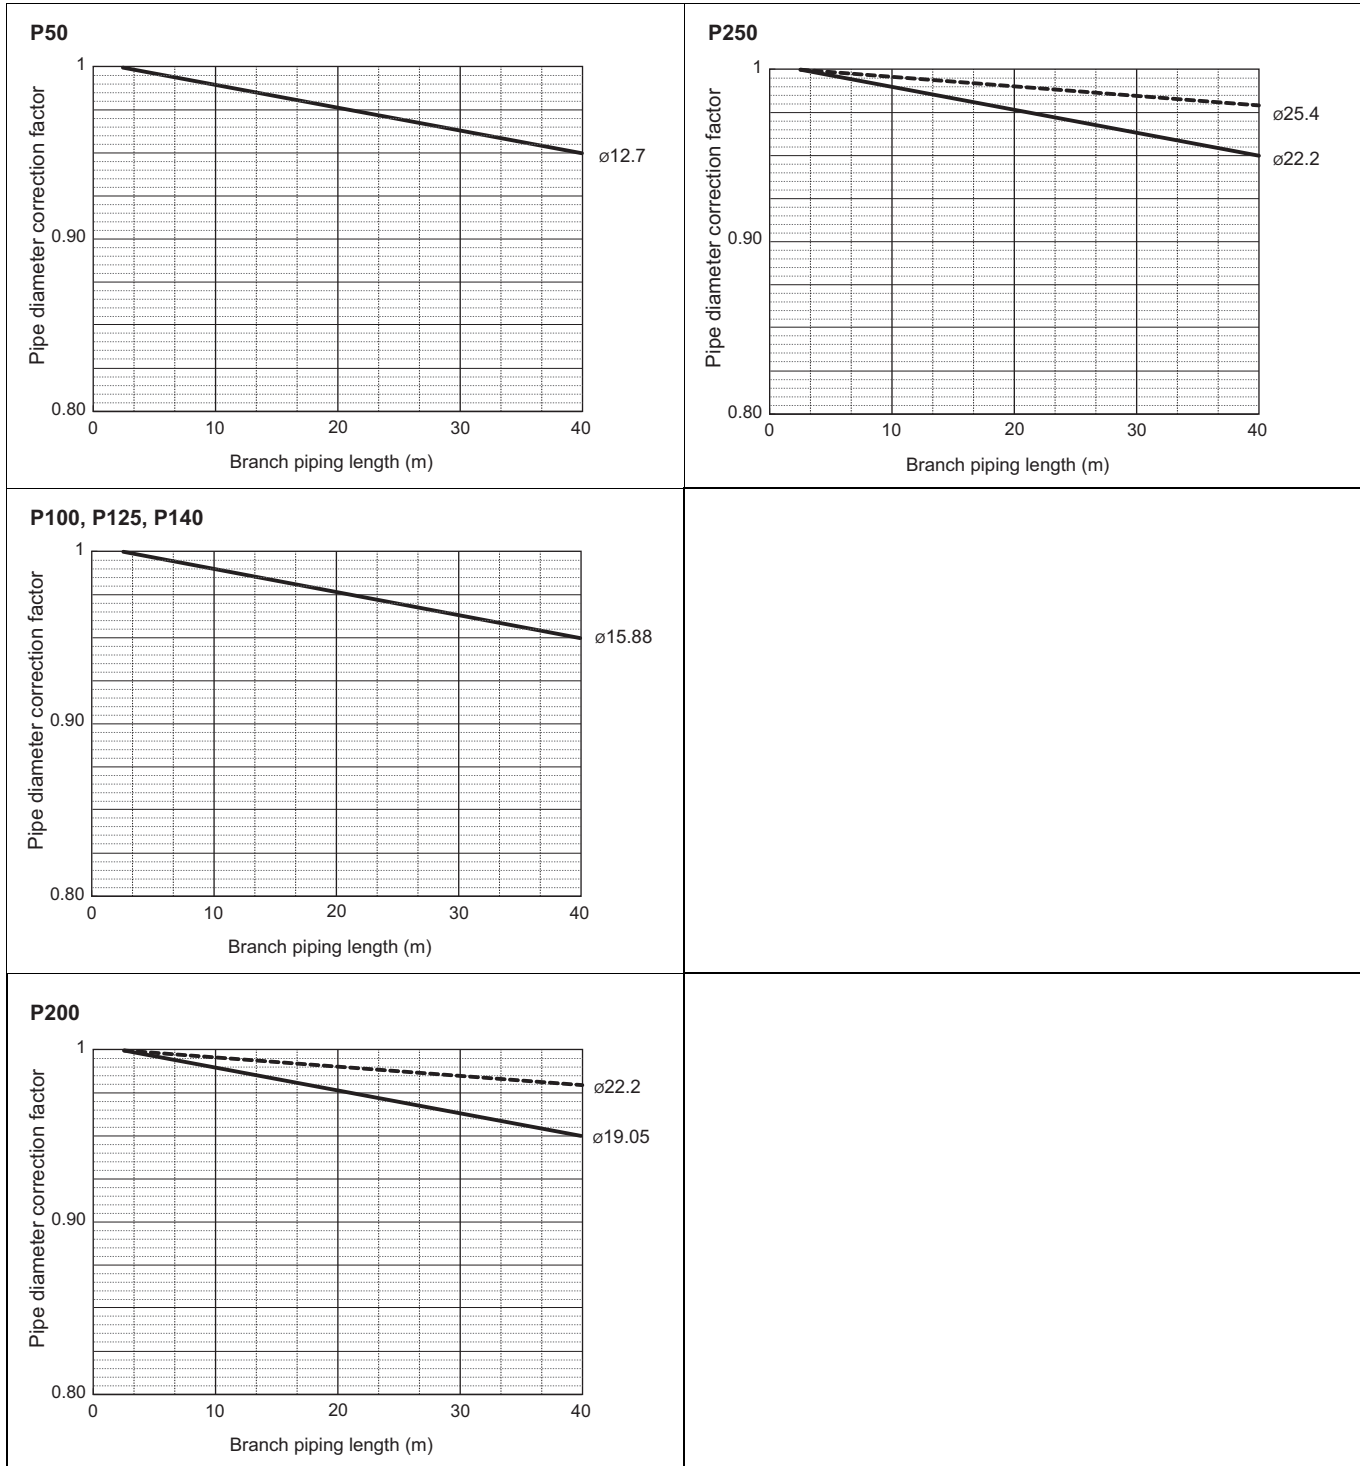 P50
Pipe diameter correction factor
1
0.90
0.80
0
10
20
30
40
ø12.7
Branch piping length (m)
P250
Pipe diameter correction factor
1
0.90
0.80
0
10
20
30
40
ø25.4
ø22.2
Branch piping length (m)
P100, P125, P140
Pipe diameter correction factor
1
0.90
0.80
0
10
20
30
40
ø15.88
Branch piping length (m)
P200
Pipe diameter correction factor
1
0.90
0.80
0
10
20
30
40
ø22.2
ø19.05
Branch piping length (m)